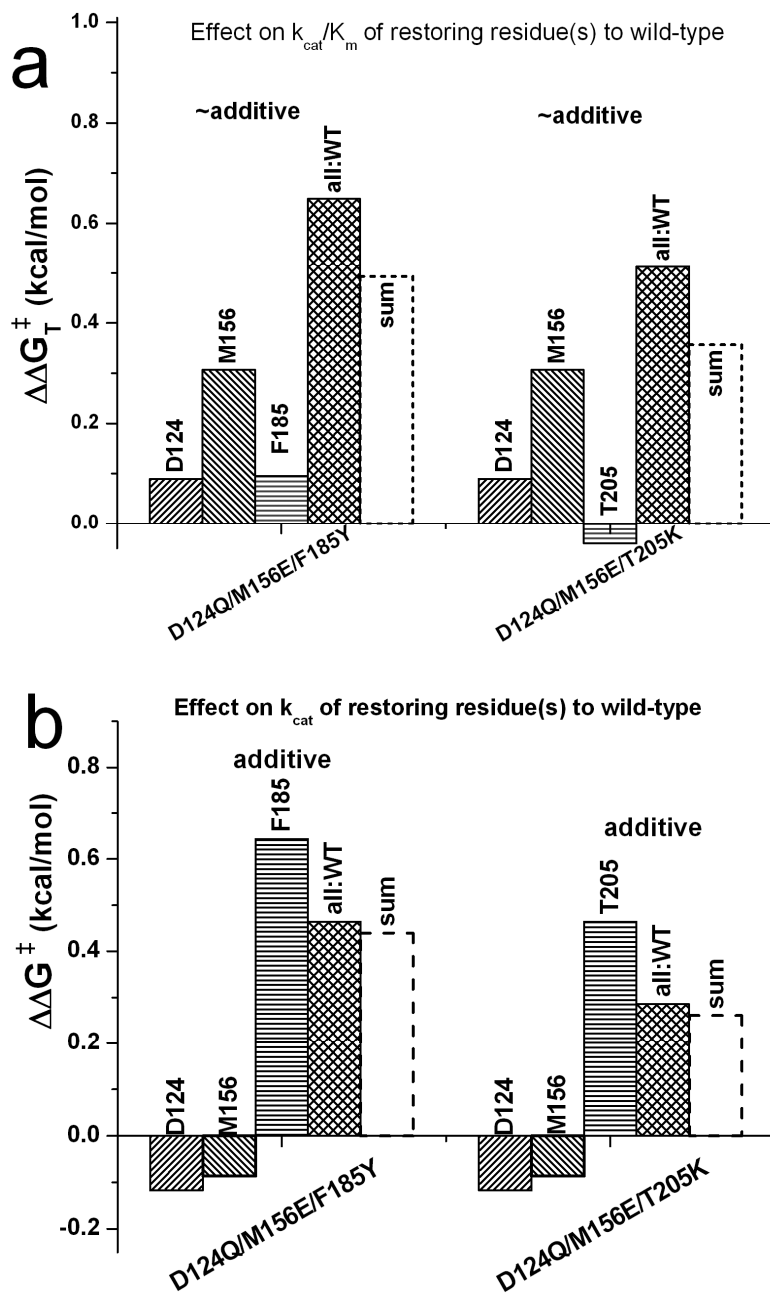 a
Effect on kcat/Km of restoring residue(s) to wild-type
1.0
0.8
0.6
0.4
0.2
0.0
ΔΔGT‡ (kcal/mol)
~additive
~additive
D124
M156
F185
all:WT
sum
D124
M156
T205
all:WT
sum
D124Q/M156E/F185Y
D124Q/M156E/T205K
b
Effect on kcat of restoring residue(s) to wild-type
0.8
0.6
0.4
0.2
0.0
-0.2
ΔΔG‡ (kcal/mol)
additive
additive
D124
M156
F185
all:WT
sum
D124
M156
T205
all:WT
sum
D124Q/M156E/F185Y
D124Q/M156E/T205K